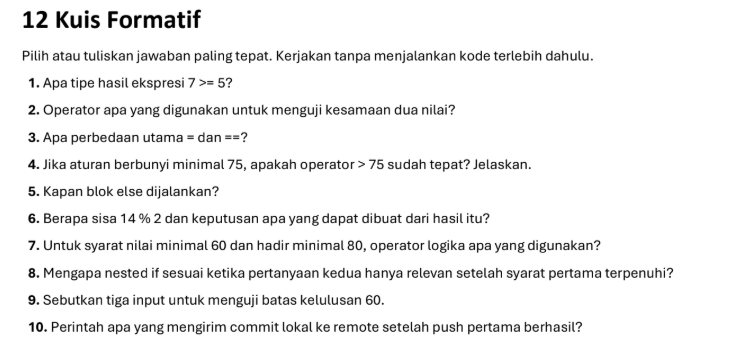 12 Kuis Formatif
Pilih atau tuliskan jawaban paling tepat. Kerjakan tanpa menjalankan kode terlebih dahulu.
1. Apa tipe hasil ekspresi 7 >= 5?
2. Operator apa yang digunakan untuk menguji kesamaan dua nilai?
3. Apa perbedaan utama = dan ==?
4. Jika aturan berbunyi minimal 75, apakah operator > 75 sudah tepat? Jelaskan.
5. Kapan blok else dijalankan?
6. Berapa sisa 14 % 2 dan keputusan apa yang dapat dibuat dari hasil itu?
7. Untuk syarat nilai minimal 60 dan hadir minimal 80, operator logika apa yang digunakan?
8. Mengapa nested if sesuai ketika pertanyaan kedua hanya relevan setelah syarat pertama terpenuhi?
9. Sebutkan tiga input untuk menguji batas kelulusan 60.
10. Perintah apa yang mengirim commit lokal ke remote setelah push pertama berhasil?